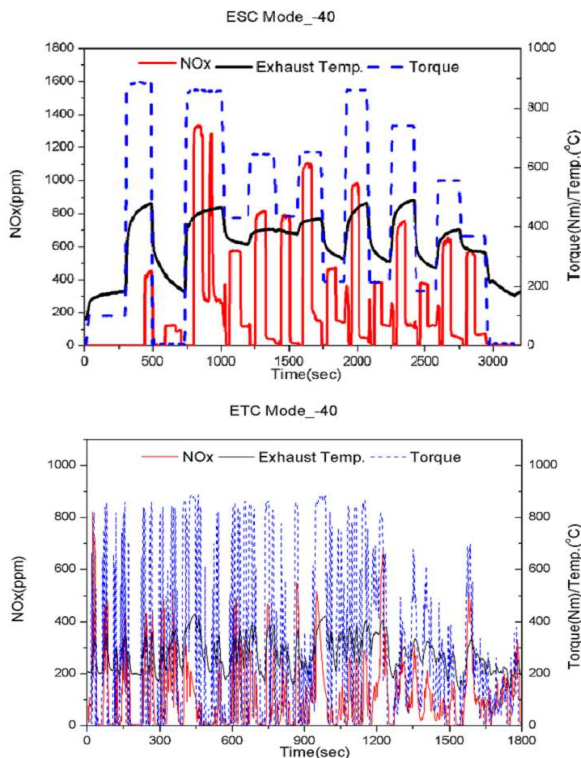 ESC Mode_-40
NOx Exhaust Temp. Torque
1800
1600
1400
1200
1000
800
600
400
200
0
NOx(ppm)
1000
800
600
400
200
0
Torque(Nm)/Temp.(°C)
0 500 1000 1500 2000 2500 3000
Time(sec)
ETC Mode_-40
NOx Exhaust Temp. Torque
1000
800
600
400
200
0
NOx(ppm)
1000
800
600
400
200
0
Torque(Nm)/Temp.(°C)
0 300 600 900 1200 1500 1800
Time(sec)